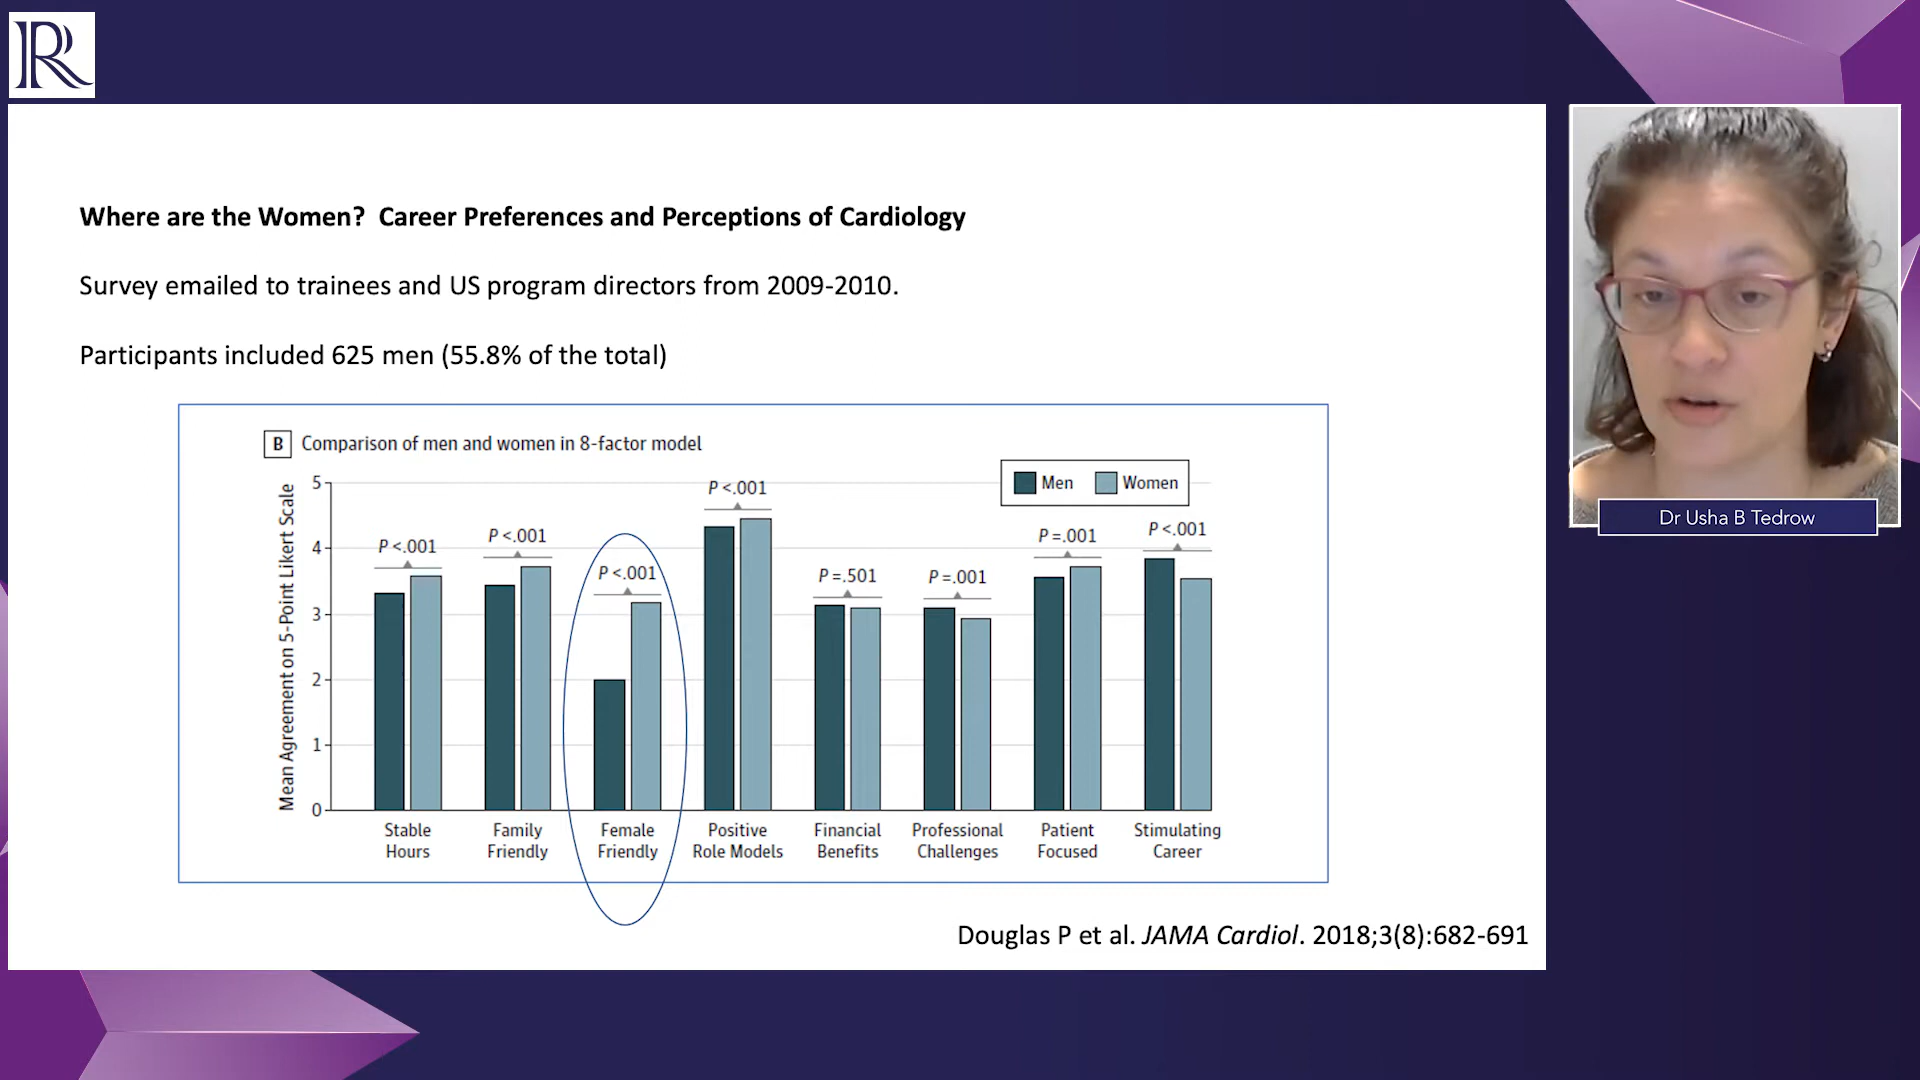 R
Where are the Women? Career Preferences and Perceptions of Cardiology
Survey emailed to trainees and US program directors from 2009-2010.
Participants included 625 men (55.8% of the total)
B Comparison of men and women in 8-factor model
Men Women
Mean Agreement on 5-Point Likert Scale
5
4
3
2
1
0
P <.001
P <.001
P <.001
P <.001
P =.501
P =.001
P =.001
P <.001
Stable Hours
Family Friendly
Female Friendly
Positive Role Models
Financial Benefits
Professional Challenges
Patient Focused
Stimulating Career
Douglas P et al. JAMA Cardiol. 2018;3(8):682-691
Dr Usha B Tedrow